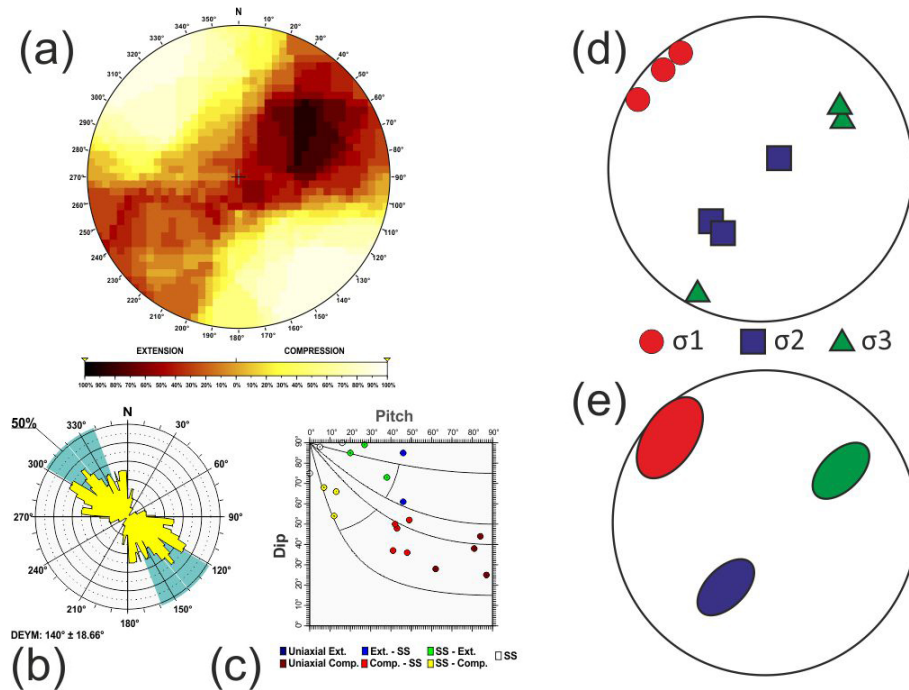 (a)
N
350° 10°
340° 20°
330° 30°
320° 40°
310° 50°
300° 60°
290° 70°
280° 80°
270° 90°
260° 100°
250° 110°
240° 120°
230° 130°
220° 140°
210° 150°
200° 160°
190° 180° 170°
EXTENSION COMPRESSION
100% 90% 80% 70% 60% 50% 40% 30% 20% 10% 0% 10% 20% 30% 40% 50% 60% 70% 80% 90% 100%
(b)
50%
N
330° 30°
300° 60°
270° 90°
240° 120°
210° 150°
180°
DEYM: 140° ± 18.66°
(c)
Pitch
0° 10° 20° 30° 40° 50° 60° 70° 80° 90°
Dip
90°
80°
70°
60°
50°
40°
30°
20°
10°
0°
Uniaxial Ext. Ext. - SS SS - Ext. SS
Uniaxial Comp. Comp. - SS SS - Comp.
(d)
σ1 σ2 σ3
(e)